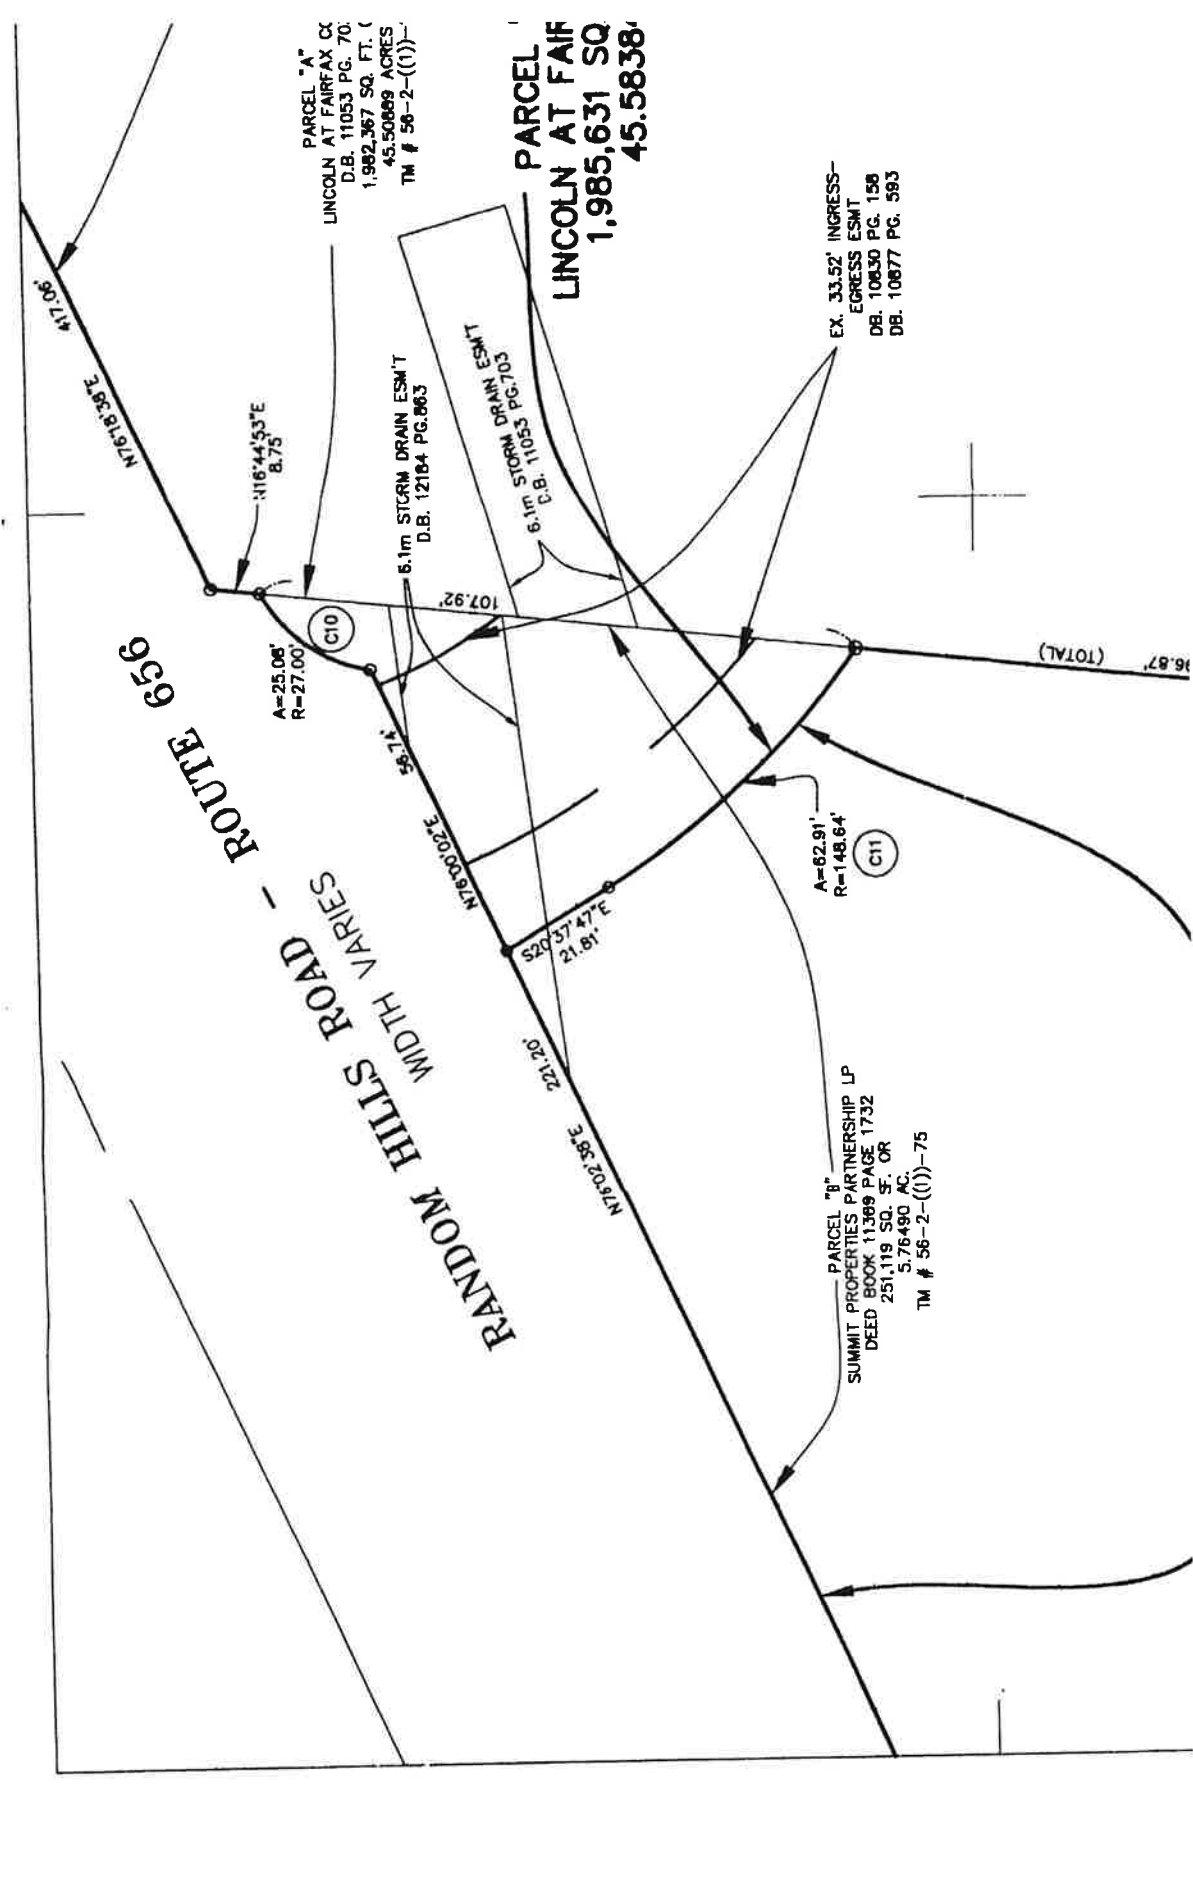 PARCEL "A"
LINCOLN AT FAIRFAX
D.B. 11053 PG.
1,982,367 SQ. FT.
45.50889 ACRES
TM # 56-2-((1))-
PARCEL
LINCOLN AT
1,985,631 SQ
45.5838
417.06'
N76°18'38"E
N16°44'53"E
8.75'
6.1m STORM DRAIN ESM'T
D.B. 12184 PG.863
6.1m STORM DRAIN ESM'T
D.B. 11053 PG.703
EX. 33.52' INGRESS-
EGRESS ESMT
DB. 10830 PG. 158
DB. 10877 PG. 593
107.92'
C10
A=25.08'
R=27.00'
58.74'
N76°00'02"E
(TOTAL)
96.87'
RANDOM HILLS ROAD - ROUTE 656
WIDTH VARIES
S20°37'47"E
21.81'
A=62.91'
R=148.64'
C11
221.20'
N76°02'38"E
PARCEL "B"
SUMMIT PROPERTIES PARTNERSHIP LP
DEED BOOK 11389 PAGE 1732
251,119 SQ. SF. OR
5.76490 AC.
TM # 56-2-((1))-75